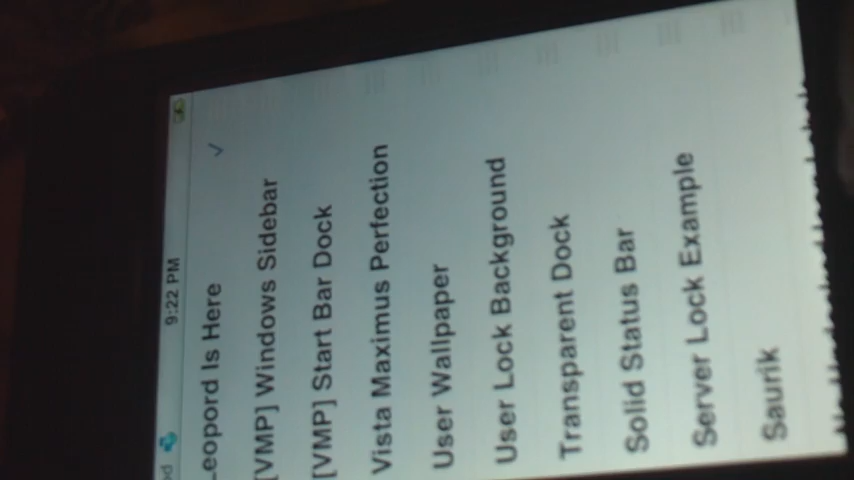 9:22 PM
eopord Is Here
[VMP] Windows Sidebar
[VMP] Start Bar Dock
Vista Maximus Perfection
User Wallpaper
User Lock Background
Transparent Dock
Solid Status Bar
Server Lock Example
Saurik